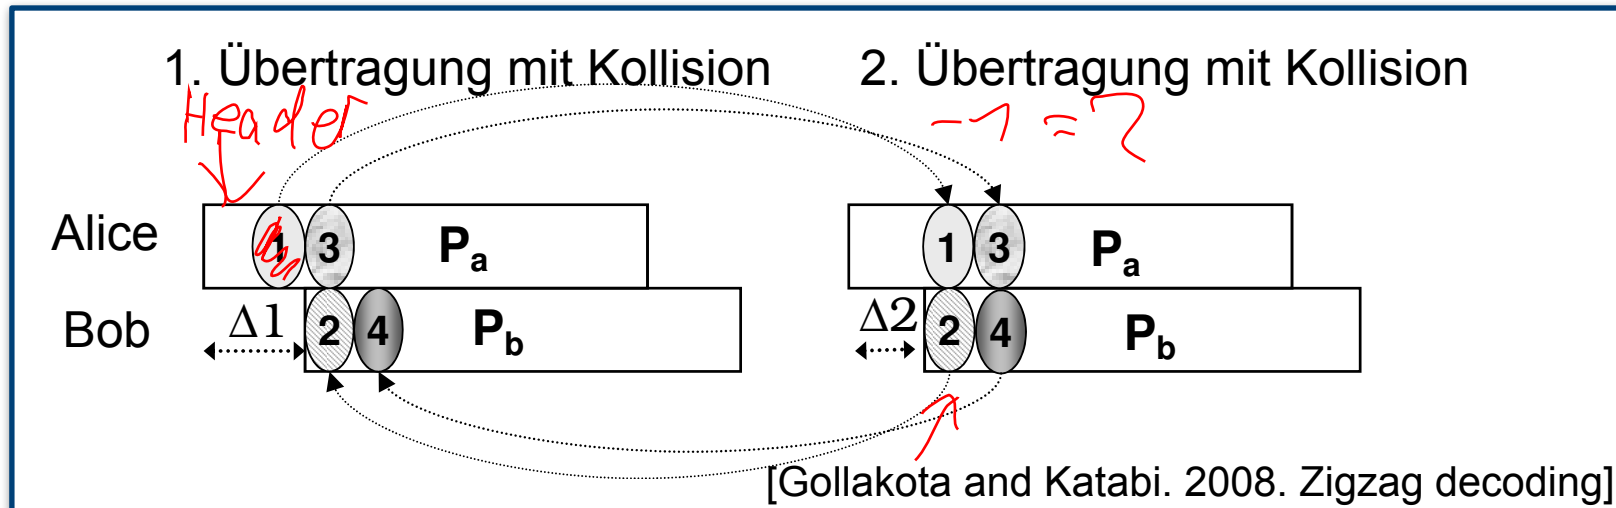 1. Übertragung mit Kollision
2. Übertragung mit Kollision
Header
-1 = ?
Alice
1 3 Pa
1 3 Pa
Bob
Δ1
2 4 Pb
Δ2
2 4 Pb
[Gollakota and Katabi. 2008. Zigzag decoding]